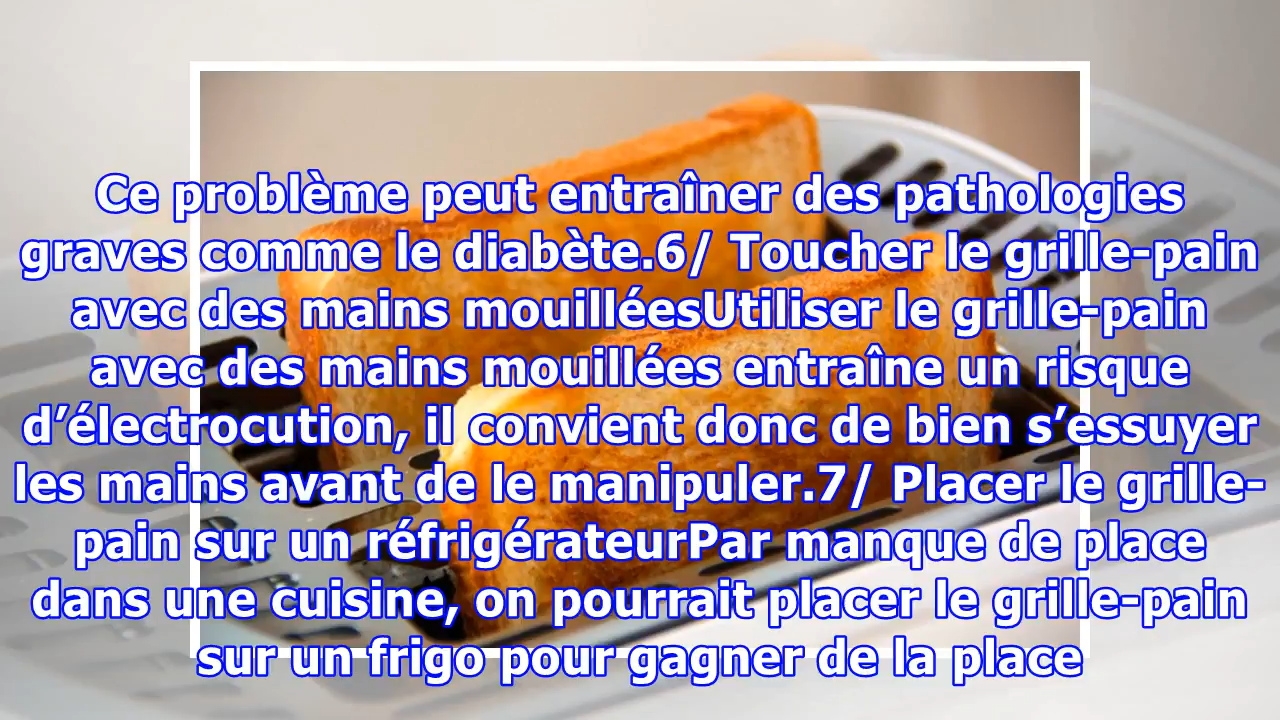 Ce problème peut entraîner des pathologies
graves comme le diabète.6/ Toucher le grille-pain
avec des mains mouilléesUtiliser le grille-pain
avec des mains mouillées entraîne un risque
d’électrocution, il convient donc de bien s’essuyer
les mains avant de le manipuler.7/ Placer le grille-
pain sur un réfrigérateurPar manque de place
dans une cuisine, on pourrait placer le grille-pain
sur un frigo pour gagner de la place